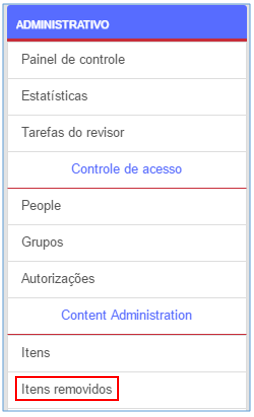 ADMINISTRATIVO
Painel de controle
Estatísticas
Tarefas do revisor
Controle de acesso
People
Grupos
Autorizações
Content Administration
Itens
Itens removidos